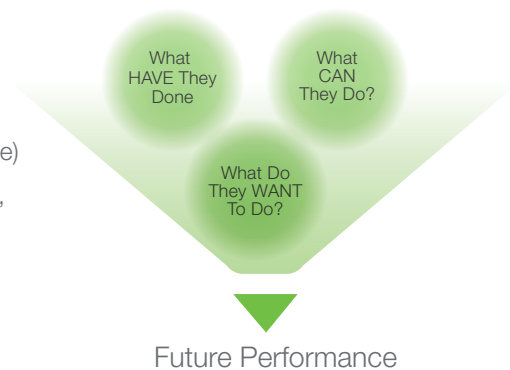 What
HAVE They
Done
What
CAN
They Do?
e)
,
What Do
They WANT
To Do?
Future Performance